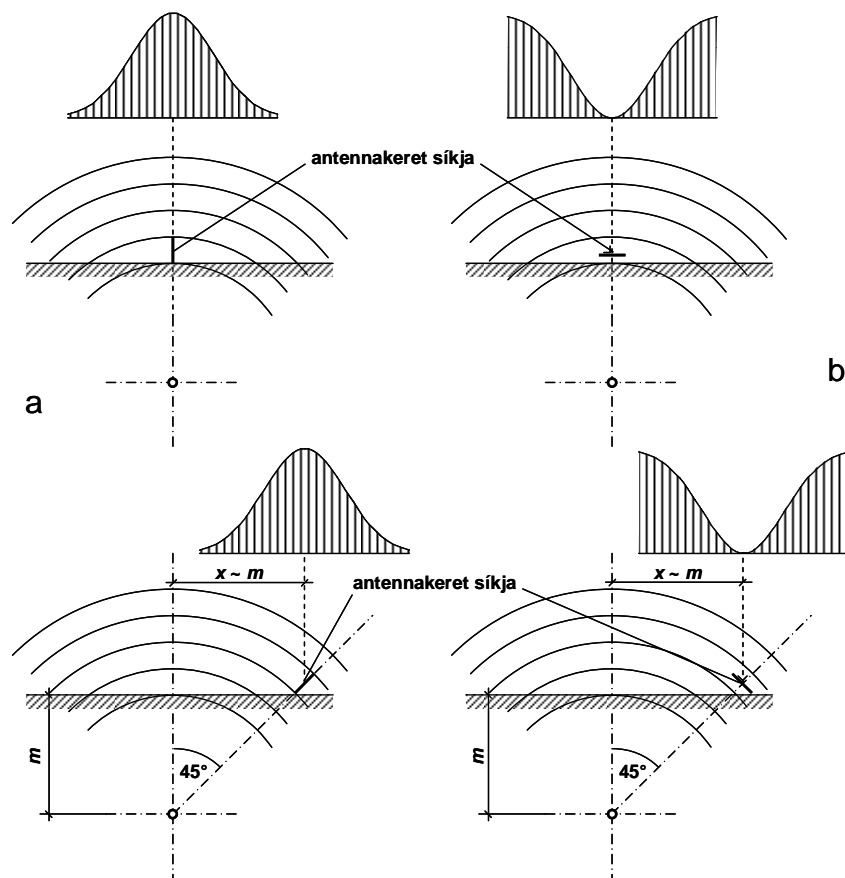 antennakeret síkja
b
a
x ~ m
x ~ m
antennakeret síkja
m
45°
m
45°